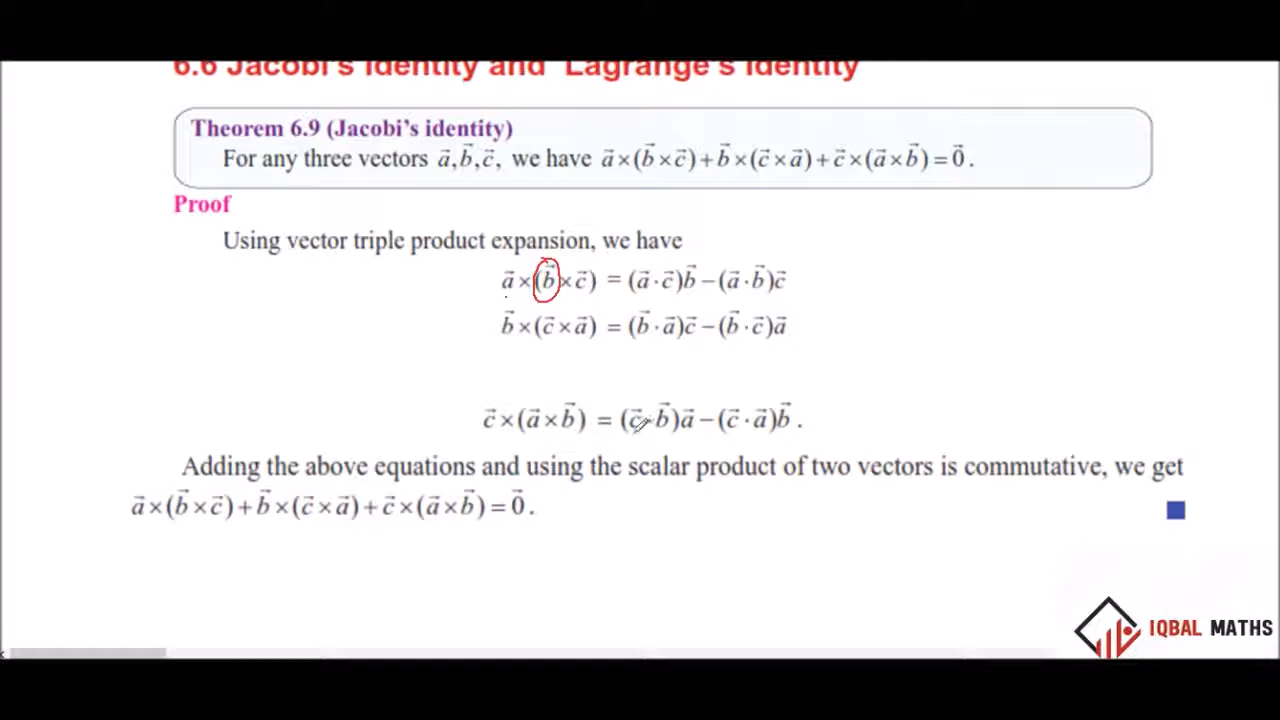 6.6 Jacobi's Identity and Lagrange's Identity
Theorem 6.9 (Jacobi's identity)
For any three vectors a⃗, b⃗, c⃗, we have a⃗×(b⃗×c⃗)+b⃗×(c⃗×a⃗)+c⃗×(a⃗×b⃗)=0⃗.
Proof
Using vector triple product expansion, we have
a⃗×(b⃗×c⃗) = (a⃗·c⃗)b⃗−(a⃗·b⃗)c⃗
b⃗×(c⃗×a⃗) = (b⃗·a⃗)c⃗−(b⃗·c⃗)a⃗
c⃗×(a⃗×b⃗) = (c⃗·b⃗)a⃗−(c⃗·a⃗)b⃗.
Adding the above equations and using the scalar product of two vectors is commutative, we get
a⃗×(b⃗×c⃗)+b⃗×(c⃗×a⃗)+c⃗×(a⃗×b⃗)=0⃗.
IQBAL MATHS